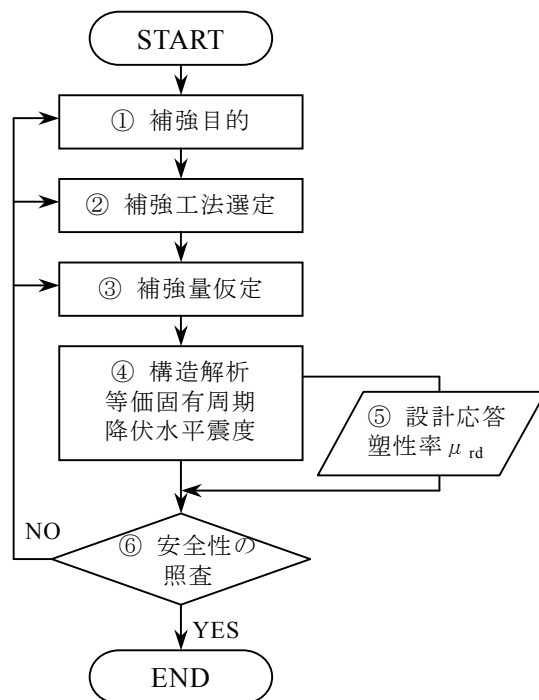 START
① 補強目的
② 補強工法選定
③ 補強量仮定
④ 構造解析
等価固有周期
降伏水平震度
⑤ 設計応答
塑性率 μ rd
NO
⑥ 安全性の
照査
YES
END